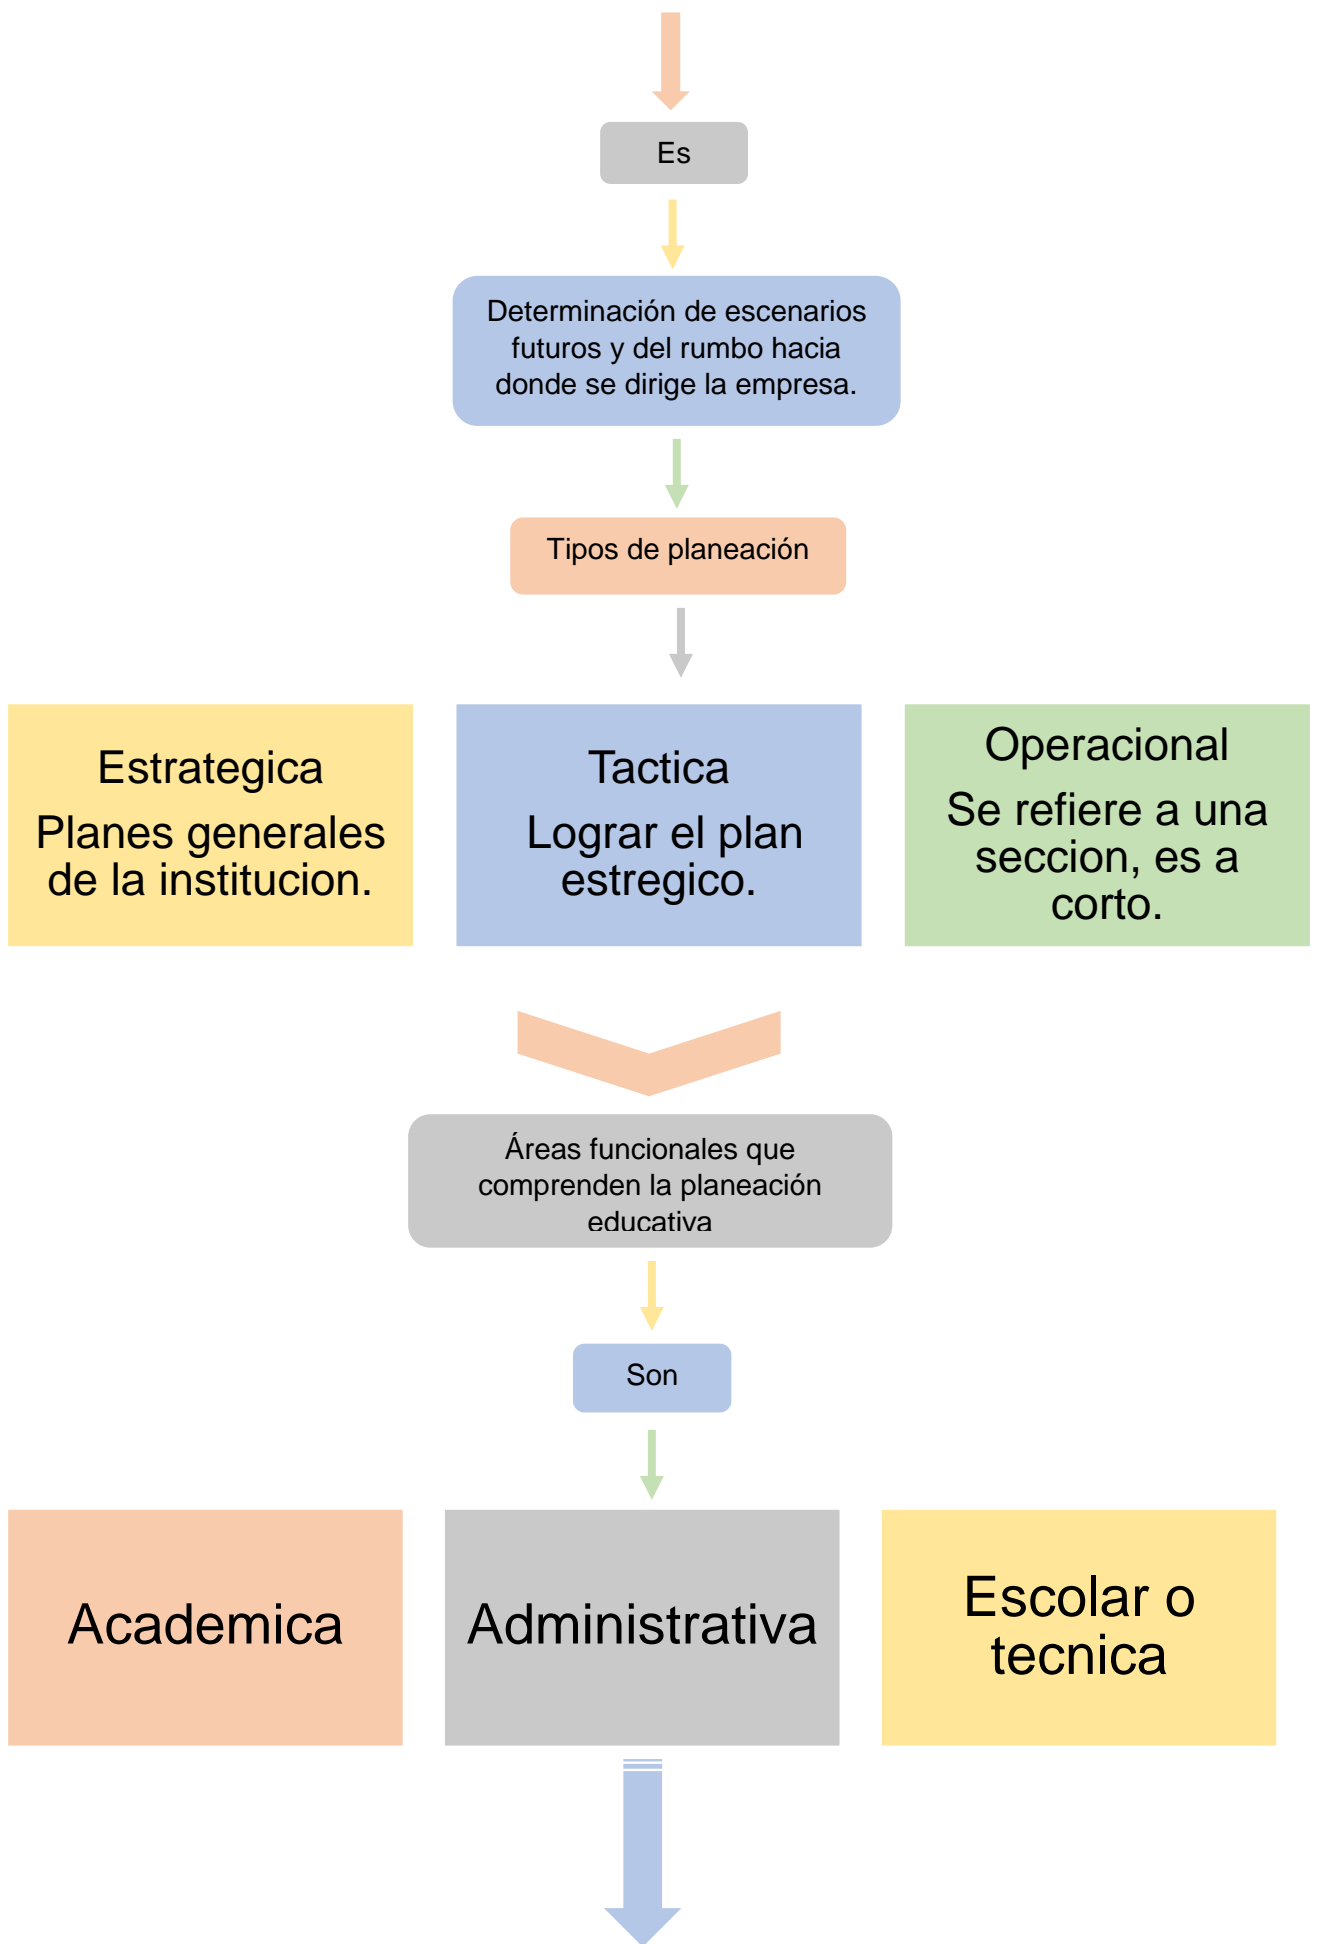 Es
Determinación de escenarios
futuros y del rumbo hacia
donde se dirige la empresa.
Tipos de planeación
Estrategica
Planes generales
de la institucion.
Tactica
Lograr el plan
estregico.
Operacional
Se refiere a una
seccion, es a
corto.
Áreas funcionales que
comprenden la planeación
educativa
Son
Academica
Administrativa
Escolar o
tecnica